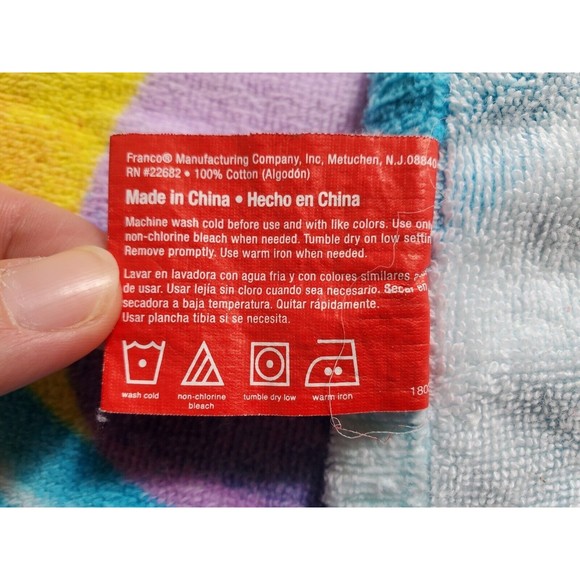 Franco® Manufacturing Company, Inc, Metuchen, N.J.08840
RN #22682 • 100% Cotton (Algodón)
Made in China • Hecho en China
Machine wash cold before use and with like colors. Use only
non-chlorine bleach when needed. Tumble dry on low settin
Remove promptly. Use warm iron when needed.
Lavar en lavadora con agua fria y con colores similares
de usar. Usar lejía sin cloro cuando sea necesario. Secar en
secadora a baja temperatura. Quitar rápidamente.
Usar plancha tibia si se necesita.
wash cold non-chlorine bleach tumble dry low warm iron
180